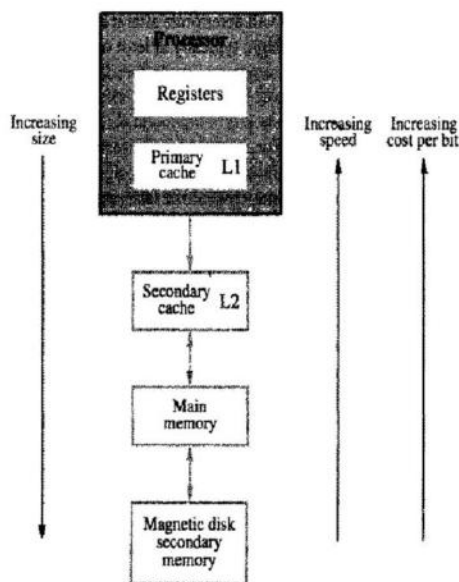 Processor
Registers
Increasing
size
Primary
cache L1
Increasing
speed
Increasing
cost per bit
Secondary
cache L2
Main
memory
Magnetic disk
secondary
memory